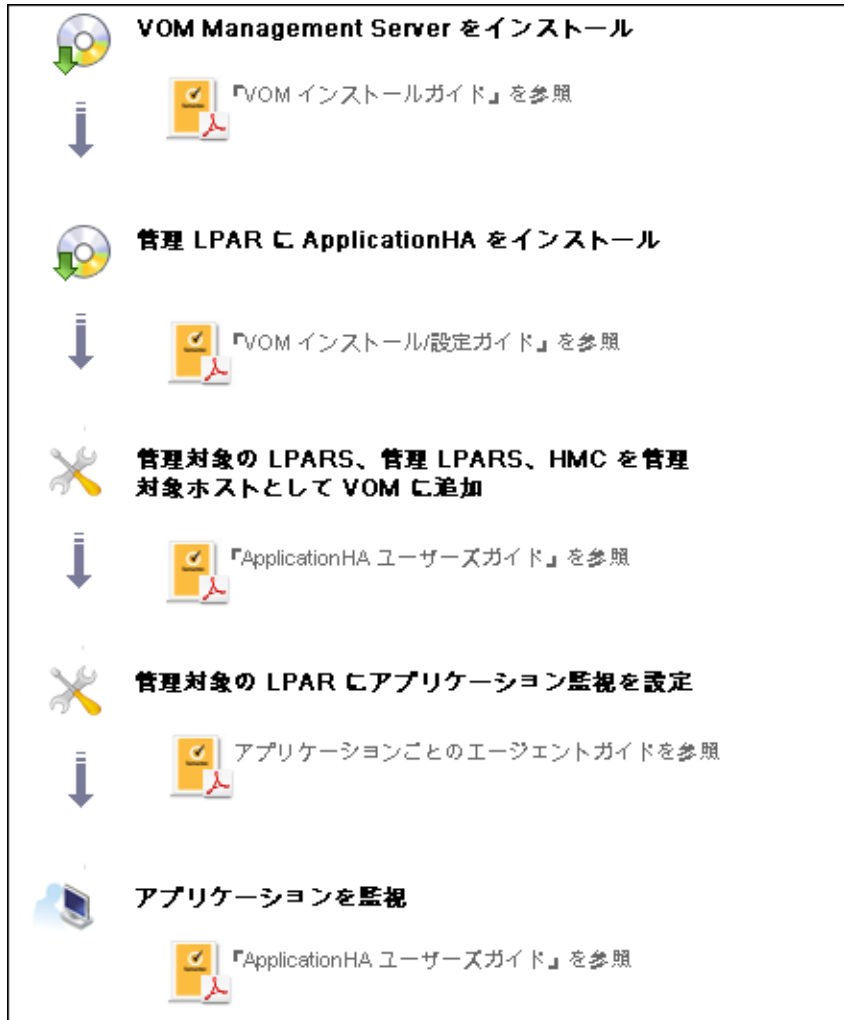 VOM Management Server をインストール
『VOM インストールガイド』を参照
管理 LPAR に ApplicationHA をインストール
『VOM インストール/設定ガイド』を参照
管理対象の LPARS、管理 LPARS、HMC を管理
対象ホストとして VOM に追加
『ApplicationHA ユーザーズガイド』を参照
管理対象の LPAR にアプリケーション監視を設定
アプリケーションごとのエージェントガイドを参照
アプリケーションを監視
『ApplicationHA ユーザーズガイド』を参照